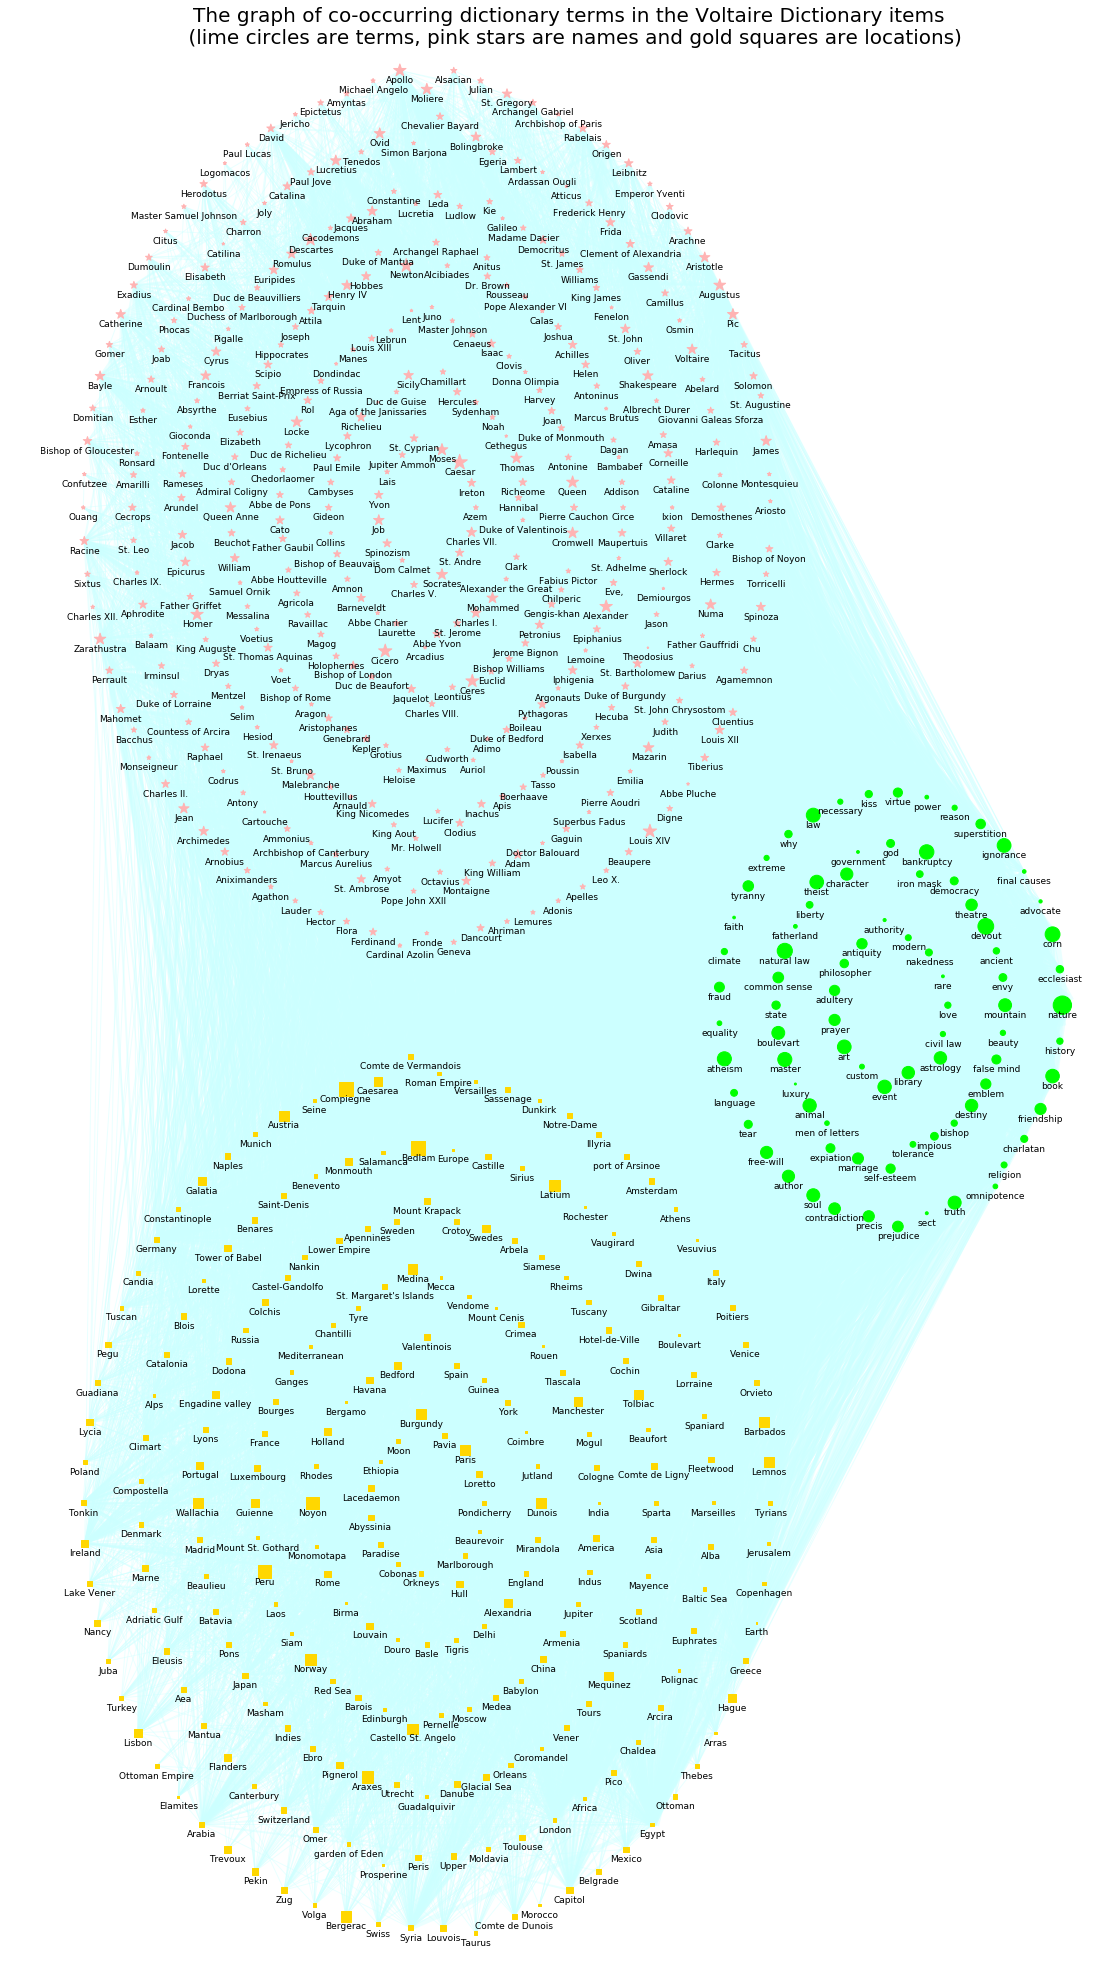 The graph of co-occurring dictionary terms in the Voltaire Dictionary items
(lime circles are terms, pink stars are names and gold squares are locations)
Apollo
Alsacian
Michael Angelo
Julian
Moliere
Amyntas
St. Gregory
Epictetus
Archangel Gabriel
Jericho
Chevalier Bayard
Archbishop of Paris
David
Ovid
Bolingbroke
Rabelais
Paul Lucas
Simon Barjona
Tenedos
Egeria
Origen
Logomacos
Lucretius
Lambert
Leibnitz
Herodotus
Paul Jove
Ardassan Ougli
Emperor Yventi
Catalina
Constantine
Leda
Atticus
Master Samuel Johnson
Joly
Lucretia
Ludlow
Kie
Frederick Henry
Clodovic
Charron
Jacques
Abraham
Galileo
Frida
Clitus
Cacodemons
Madame Dacier
Arachne
Catilina
Descartes
Archangel Raphael
Democritus
Clement of Alexandria
Dumoulin
Romulus
Duke of Mantua
Anitus
St. James
Aristotle
Elisabeth
Euripides
Newton
Alcibiades
Gassendi
Exadius
Hobbes
Dr. Brown
Williams
Duc de Beauvilliers
Henry IV
Rousseau
King James
Augustus
Cardinal Bembo
Tarquin
Pope Alexander VI
Camillus
Catherine
Duchess of Marlborough
Juno
Fenelon
Pic
Phocas
Attila
Lent
Calas
Osmin
Pigalle
Joseph
Master Johnson
Joshua
St. John
Gomer
Lebrun
Cenaeus
Tacitus
Joab
Hippocrates
Louis XIII
Isaac
Achilles
Oliver
Voltaire
Cyrus
Manes
Clovis
Helen
Bayle
Scipio
Dondindac
Sicily
Chamillart
Donna Olimpia
Shakespeare
Solomon
Arnoult
Francois
Empress of Russia
Harvey
Antoninus
Abelard
Berriat Saint-Prix
Duc de Guise
Hercules
St. Augustine
Domitian
Absyrthe
Rol
Aga of the Janissaries
Sydenham
Joan
Marcus Brutus
Albrecht Durer
Esther
Eusebius
Richelieu
Noah
Giovanni Galeas Sforza
Gioconda
Locke
Duke of Monmouth
Bishop of Gloucester
Elizabeth
Lycophron
St. Cyprian
Cethegus
Dagan
Amasa
Harlequin
James
Ronsard
Fontenelle
Duc de Richelieu
Moses
Bambabef
Corneille
Duc d'Orleans
Paul Emile
Jupiter Ammon
Caesar
Thomas
Antonine
Confutzee
Amarilli
Rameses
Chedorlaomer
Lais
Colonne
Montesquieu
Admiral Coligny
Cambyses
Ireton
Richeome
Queen
Addison
Cataline
Arundel
Abbe de Pons
Yvon
Hannibal
Ariosto
Ouang
Cecrops
Queen Anne
Gideon
Azem
Pierre Cauchon
Circe
Ixion
Demosthenes
Cato
Job
Duke of Valentinois
Racine
St. Leo
Jacob
Beuchot
Collins
Charles VII.
Cromwell
Maupertuis
Villaret
Clarke
Father Gaubil
Spinozism
St. Andre
Bishop of Noyon
Epicurus
William
Bishop of Beauvais
Dom Calmet
Clark
St. Adhelme
Sherlock
Sixtus
Charles IX.
Abbe Houtteville
Socrates
Fabius Pictor
Hermes
Torricelli
Samuel Ornik
Amnon
Charles V.
Alexander the Great
Eve,
Demiourgos
Father Griffet
Agricola
Barneveldt
Mohammed
Chilperic
Charles XII.
Aphrodite
Messalina
Gengis-khan
Alexander
Numa
Spinoza
Homer
Ravaillac
Abbe Charier
Charles I.
Jason
Zarathustra
Balaam
King Auguste
Voetius
Magog
Laurette
St. Jerome
Petronius
Epiphanius
Father Gauffridi
Chu
St. Thomas Aquinas
Cicero
Arcadius
Abbe Yvon
Jerome Bignon
Lemoine
Theodosius
Perrault
Irminsul
Dryas
Holophernes
Bishop of London
Bishop Williams
Iphigenia
St. Bartholomew
Darius
Agamemnon
Voet
Duc de Beaufort
Euclid
Mentzel
Bishop of Rome
Jaquelot
Leontius
Ceres
Argonauts
Duke of Burgundy
Mahomet
Duke of Lorraine
Selim
Aragon
Charles VIII.
Pythagoras
Hecuba
St. John Chrysostom
Cluentius
Bacchus
Countess of Arcira
Hesiod
Aristophanes
Boileau
Xerxes
Judith
Louis XII
Genebrard
Duke of Bedford
Monseigneur
Raphael
St. Irenaeus
Kepler
Grotius
Cudworth
Adimo
Isabella
Mazarin
Tiberius
Codrus
St. Bruno
Heloise
Maximus
Auriol
Poussin
Emilia
Charles II.
Malebranche
Tasso
Abbe Pluche
Antony
Houttevillus
Arnauld
Boerhaave
Pierre Aoudri
Jean
Cartouche
King Nicomedes
Lucifer
Inachus
Apis
Superbus Fadus
Digne
Archimedes
Ammonius
King Aout
Clodius
Gaguin
Louis XIV
Arnobius
Archbishop of Canterbury
Mr. Holwell
Doctor Balouard
Beaupere
Marcus Aurelius
Adam
Aniximanders
Amyot
Octavius
King William
Leo X.
Agathon
St. Ambrose
Pope John XXII
Montaigne
Apelles
Lauder
Adonis
Hector
Lemures
Flora
Ahriman
Ferdinand
Fronde
Dancourt
Cardinal Azolin
Geneva
kiss
virtue
power
necessary
reason
law
superstition
why
god
ignorance
extreme
government
bankruptcy
final causes
theist
character
iron mask
democracy
tyranny
advocate
liberty
theatre
faith
authority
corn
fatherland
modern
devout
climate
natural law
antiquity
nakedness
ancient
ecclesiast
philosopher
fraud
common sense
rare
envy
adultery
state
love
mountain
nature
equality
prayer
boulevart
civil law
beauty
history
atheism
master
art
astrology
false mind
custom
library
book
language
luxury
event
emblem
animal
destiny
friendship
tear
men of letters
bishop
impious
charlatan
free-will
expiation
tolerance
marriage
religion
author
self-esteem
omnipotence
soul
contradiction
truth
precis
sect
prejudice
Comte de Vermandois
Roman Empire
Caesarea
Versailles
Compiegne
Sassenage
Seine
Dunkirk
Austria
Notre-Dame
Munich
Illyria
Bedlam
Europe
Naples
Salamanca
Castille
port of Arsinoe
Monmouth
Sirius
Galatia
Benevento
Latium
Amsterdam
Saint-Denis
Mount Krapack
Constantinople
Rochester
Athens
Benares
Sweden
Crotoy
Apennines
Swedes
Vaugirard
Germany
Lower Empire
Arbela
Vesuvius
Tower of Babel
Nankin
Siamese
Dwina
Candia
Castel-Gandolfo
Medina
Mecca
Rheims
Italy
Lorette
St. Margaret's Islands
Vendome
Tuscan
Colchis
Tyre
Mount Cenis
Tuscany
Gibraltar
Poitiers
Blois
Chantilli
Crimea
Russia
Valentinois
Hotel-de-Ville
Boulevart
Pegu
Mediterranean
Rouen
Venice
Catalonia
Dodona
Bedford
Spain
Cochin
Ganges
Havana
Guinea
Tlascala
Lorraine
Guadiana
Orvieto
Alps
Engadine valley
Bourges
Bergamo
York
Manchester
Tolbiac
Burgundy
Spaniard
Lycia
Lyons
France
Holland
Coimbre
Mogul
Beaufort
Barbados
Climart
Moon
Pavia
Paris
Poland
Portugal
Luxembourg
Rhodes
Ethiopia
Loretto
Jutland
Cologne
Comte de Ligny
Fleetwood
Lemnos
Compostella
Lacedaemon
Tonkin
Wallachia
Guienne
Noyon
Pondicherry
Dunois
India
Sparta
Marseilles
Tyrians
Denmark
Abyssinia
Beaurevoir
Ireland
Madrid
Mount St. Gothard
Monomotapa
Paradise
Mirandola
America
Asia
Alba
Jerusalem
Marlborough
Marne
Cobonas
Lake Vener
Beaulieu
Peru
Rome
Orkneys
Hull
England
Indus
Mayence
Copenhagen
Baltic Sea
Nancy
Adriatic Gulf
Batavia
Laos
Birma
Alexandria
Jupiter
Scotland
Earth
Louvain
Delhi
Siam
Douro
Basle
Tigris
Armenia
Euphrates
Juba
Eleusis
Pons
Spaniards
Norway
China
Greece
Turkey
Aea
Japan
Red Sea
Babylon
Mequinez
Polignac
Masham
Barois
Medea
Hague
Lisbon
Mantua
Edinburgh
Moscow
Tours
Arcira
Indies
Pernelle
Castello St. Angelo
Vener
Arras
Ottoman Empire
Flanders
Ebro
Coromandel
Chaldea
Pignerol
Orleans
Thebes
Elamites
Canterbury
Araxes
Utrecht
Danube
Glacial Sea
Pico
Guadalquivir
Ottoman
Arabia
Switzerland
Africa
Omer
London
Egypt
Trevoux
garden of Eden
Toulouse
Peris
Upper
Moldavia
Mexico
Pekin
Prosperine
Belgrade
Zug
Capitol
Volga
Morocco
Bergerac
Swiss
Syria
Louvois
Comte de Dunois
Taurus